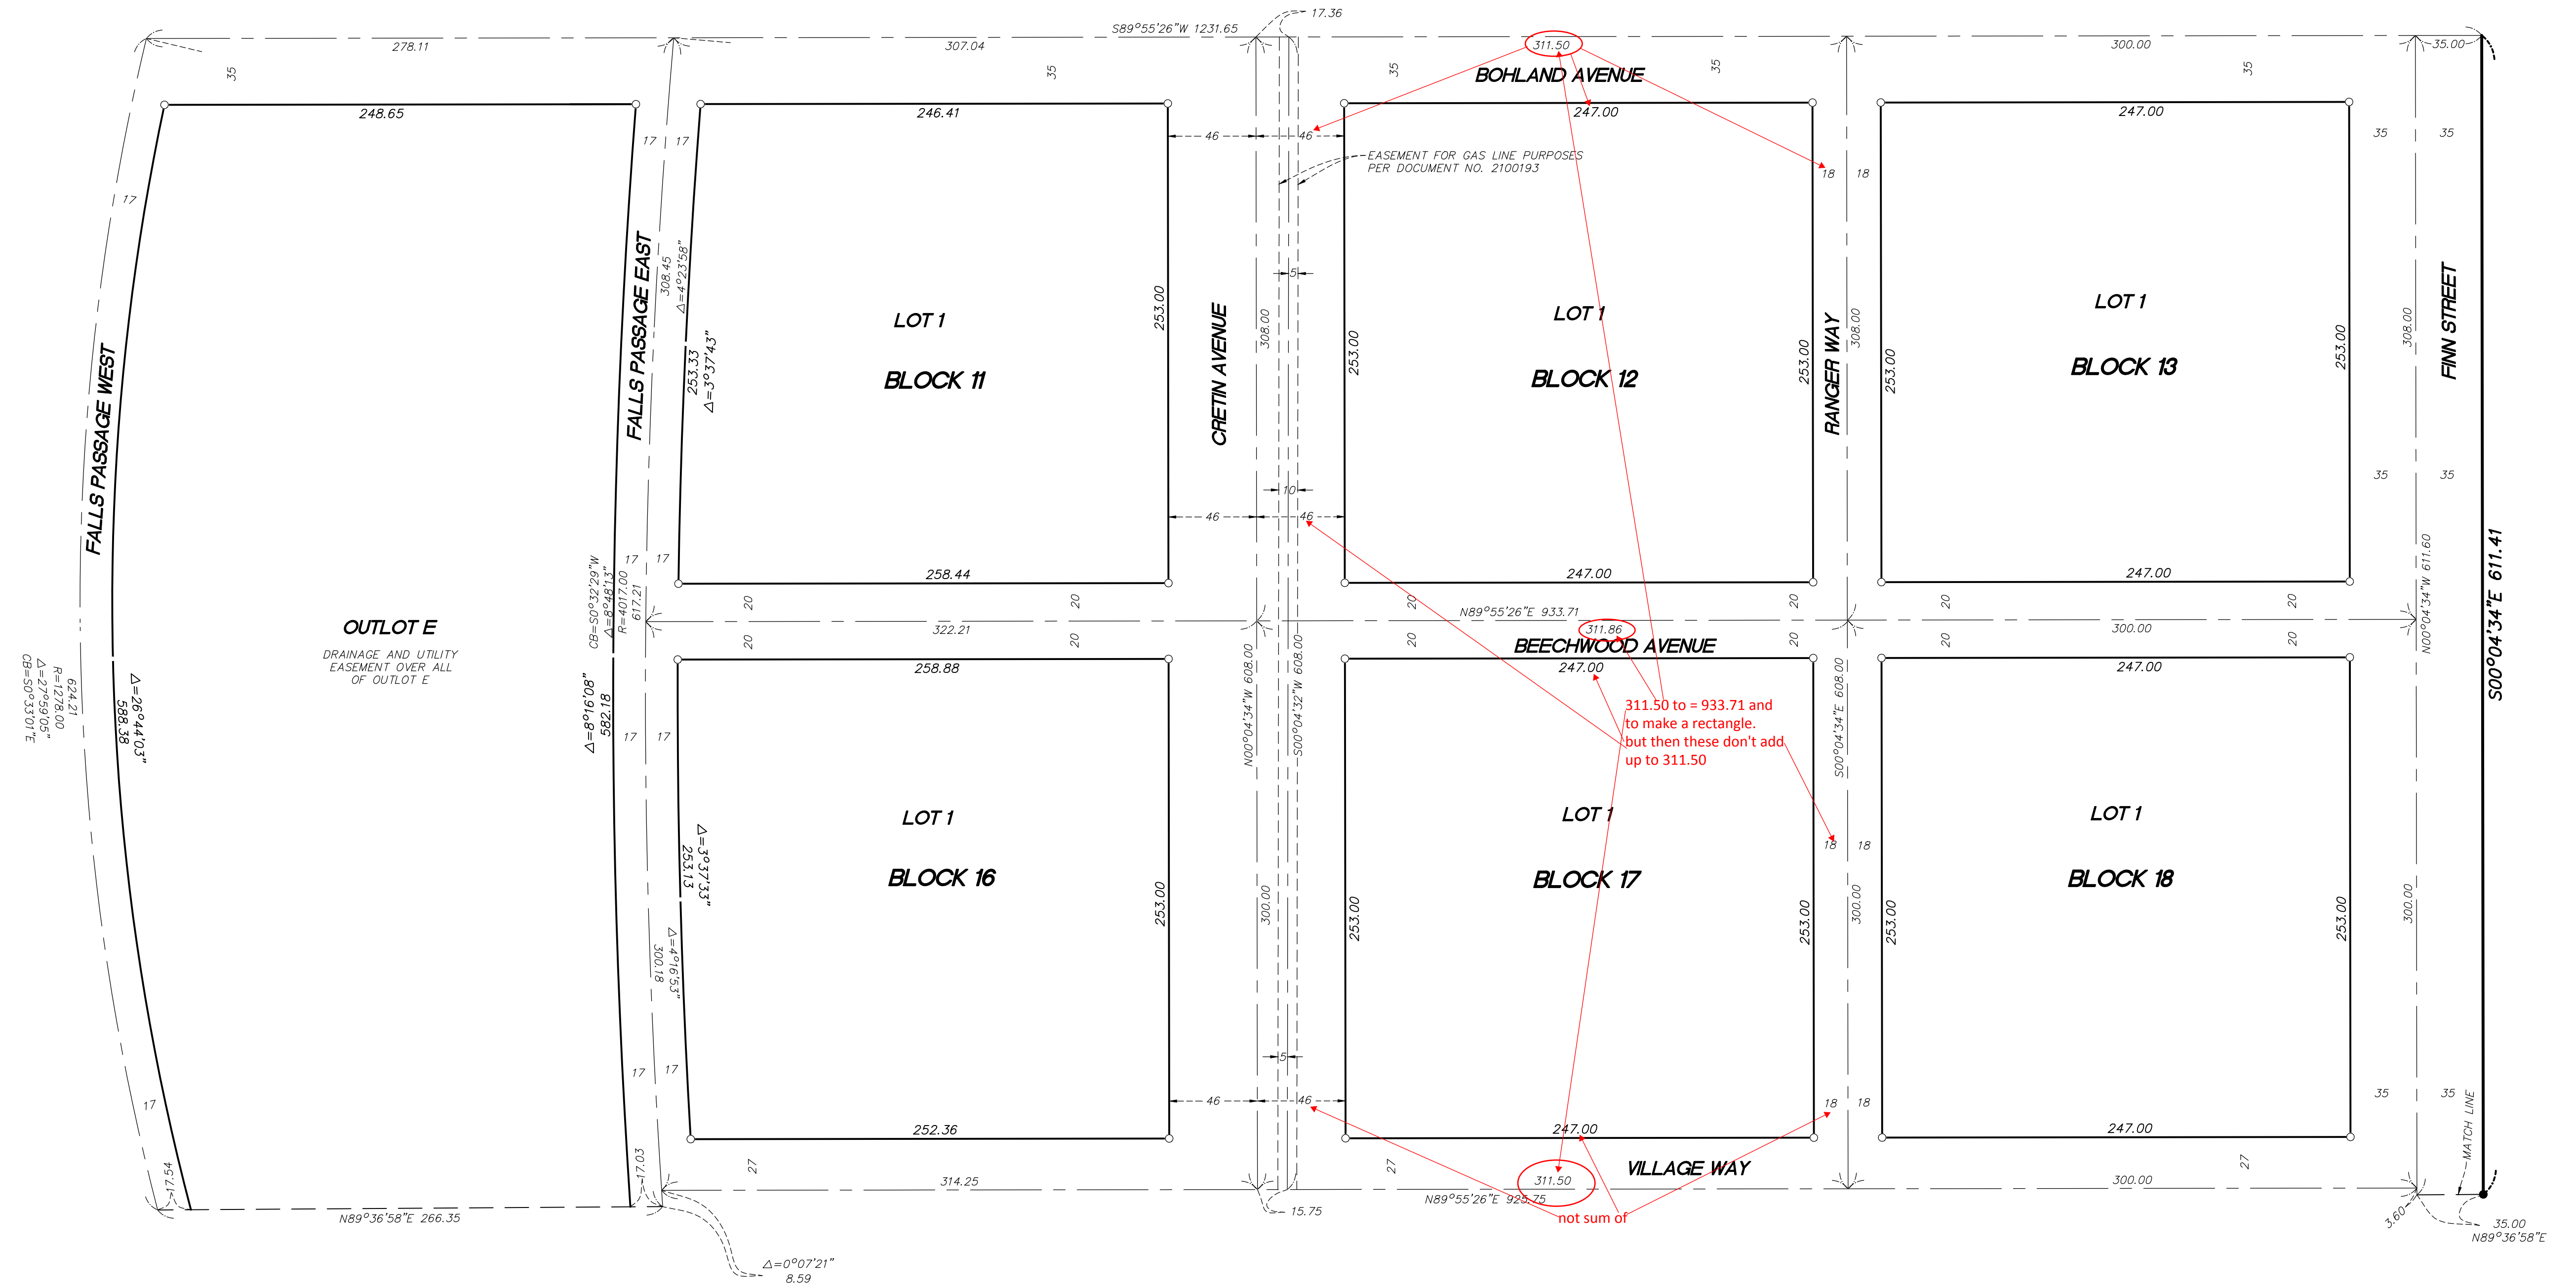 17.36
S89°55'26"W 1231.65
278.11
307.04
311.50
300.00
35.00
35
35
35
BOHLAND AVENUE
35
35
248.65
246.41
247.00
247.00
17
17
46
46
35
35
EASEMENT FOR GAS LINE PURPOSES
PER DOCUMENT NO. 2100193
18
18
17
FALLS PASSAGE EAST
308.45
Δ=4°23'58"
5
LOT 1
LOT 1
LOT 1
253.00
CRETIN AVENUE
308.00
253.00
253.00
RANGER WAY
308.00
253.00
253.00
308.00
FINN STREET
FALLS PASSAGE WEST
253.33
Δ=3°37'43"
BLOCK 11
BLOCK 12
BLOCK 13
35
35
10
46
46
17
17
258.44
247.00
247.00
CB=S0°32'29"W
Δ=8°48'13"
R=4017.00
617.21
N00°04'34"W 611.60
S00°04'34"E 611.41
20
20
20
20
20
20
N89°55'26"E 933.71
OUTLOT E
322.21
311.86
300.00
20
20
20
20
20
20
DRAINAGE AND UTILITY
EASEMENT OVER ALL
OF OUTLOT E
BEECHWOOD AVENUE
258.88
247.00
247.00
624.21
R=1278.00
Δ=27°59'05"
CB=S0°33'01"E
Δ=26°44'03"
588.38
Δ=8°16'08"
582.18
17
17
N00°04'34"W 608.00
S00°04'32"W 608.00
S00°04'34"E 608.00
311.50 to = 933.71 and
to make a rectangle.
but then these don't add
up to 311.50
LOT 1
LOT 1
LOT 1
Δ=3°37'33"
253.13
18
18
BLOCK 16
BLOCK 17
BLOCK 18
253.00
300.00
253.00
253.00
300.00
253.00
253.00
300.00
Δ=4°16'53"
300.18
5
17
17
17
46
46
18
18
35
35
MATCH LINE
252.36
247.00
247.00
17.54
17.03
27
27
VILLAGE WAY
27
314.25
311.50
300.00
N89°55'26"E 925.75
N89°36'58"E 266.35
15.75
not sum of
3.60
35.00
N89°36'58"E
Δ=0°07'21"
8.59